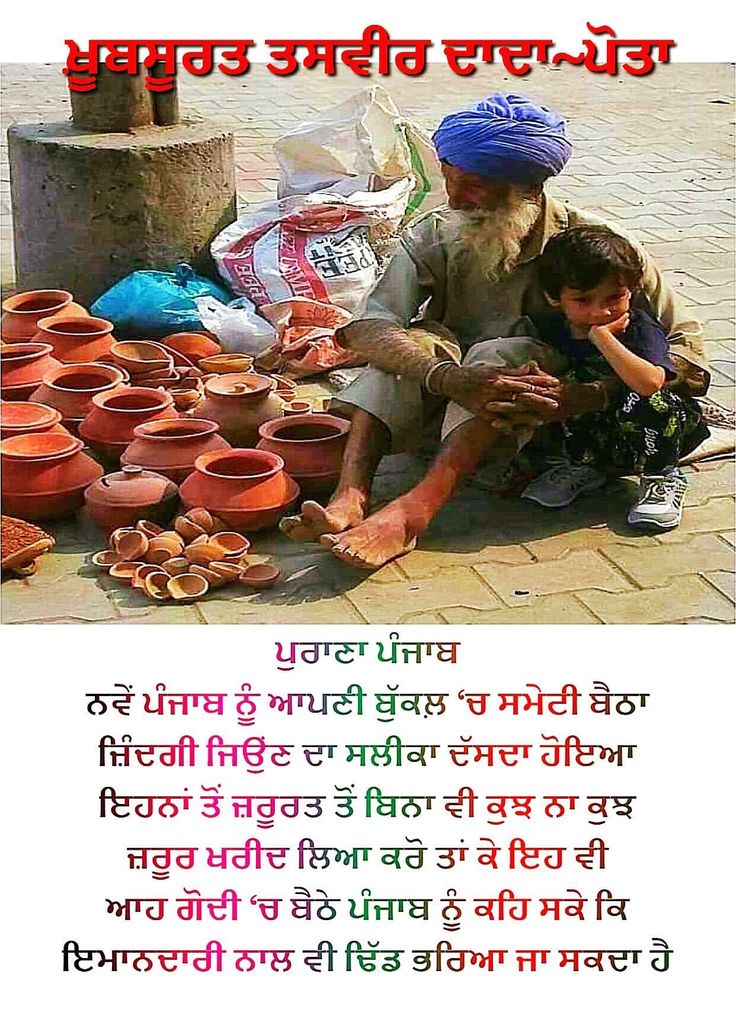 ਖ਼ੂਬਸੂਰਤ ਤਸਵੀਰ ਦਾਦਾ~ਪੋਤਾ
ਪੁਰਾਣਾ ਪੰਜਾਬ
ਨਵੇਂ ਪੰਜਾਬ ਨੂੰ ਆਪਣੀ ਬੁੱਕਲ਼ ‘ਚ ਸਮੇਟੀ ਬੈਠਾ
ਜ਼ਿੰਦਗੀ ਜਿਉਂਣ ਦਾ ਸਲੀਕਾ ਦੱਸਦਾ ਹੋਇਆ
ਇਹਨਾਂ ਤੋਂ ਜ਼ਰੂਰਤ ਤੋਂ ਬਿਨਾ ਵੀ ਕੁਝ ਨਾ ਕੁਝ
ਜ਼ਰੂਰ ਖਰੀਦ ਲਿਆ ਕਰੋ ਤਾਂ ਕੇ ਇਹ ਵੀ
ਆਹ ਗੋਦੀ ‘ਚ ਬੈਠੇ ਪੰਜਾਬ ਨੂੰ ਕਹਿ ਸਕੇ ਕਿ
ਇਮਾਨਦਾਰੀ ਨਾਲ ਵੀ ਢਿੱਡ ਭਰਿਆ ਜਾ ਸਕਦਾ ਹੈ